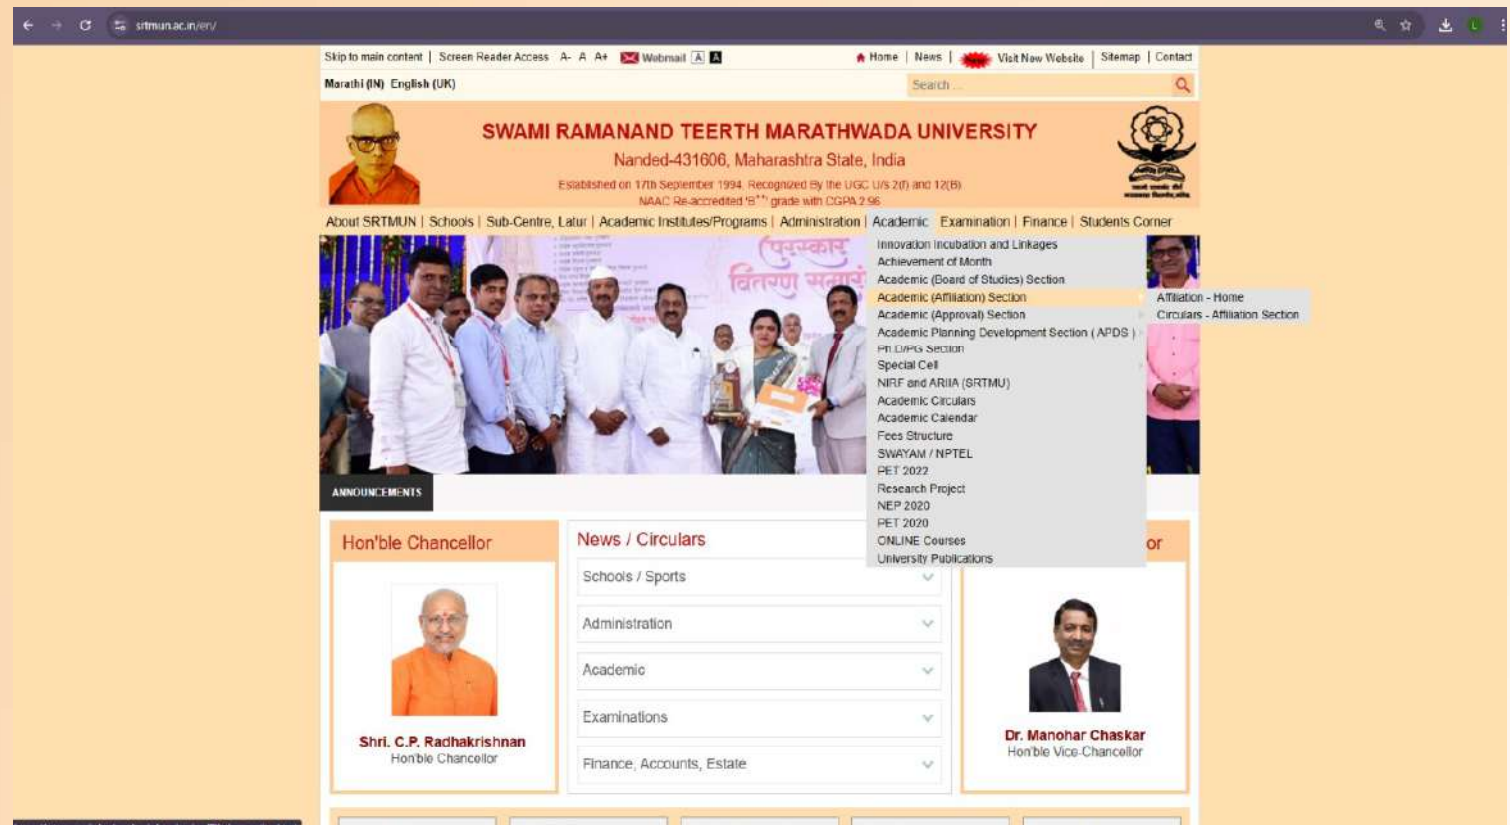 srtmun.ac.in/en/
Skip to main content | Screen Reader Access A- A A+ Webmail A A
Home | News | Visit New Website | Sitemap | Contact
Marathi (IN) English (UK)
Search ...
SWAMI RAMANAND TEERTH MARATHWADA UNIVERSITY
Nanded-431606, Maharashtra State, India
Established on 17th September 1994. Recognized By the UGC U/s 2(f) and 12(B)
NAAC Re-accredited 'B++' grade with CGPA 2.96
About SRTMUN | Schools | Sub-Centre, Latur | Academic Institutes/Programs | Administration | Academic Examination | Finance | Students Corner
Innovation Incubation and Linkages
Achievement of Month
Academic (Board of Studies) Section
Academic (Affiliation) Section
Affiliation - Home
Academic (Approval) Section
Circulars - Affiliation Section
Academic Planning Development Section ( APDS )
Ph.D/PG Section
Special Cell
NIRF and ARIIA (SRTMU)
Academic Circulars
Academic Calendar
Fees Structure
SWAYAM / NPTEL
PET 2022
Research Project
NEP 2020
PET 2020
ONLINE Courses
University Publications
पुरस्कार
वितरण
ANNOUNCEMENTS
Hon'ble Chancellor
Shri. C.P. Radhakrishnan
Hon'ble Chancellor
News / Circulars
Schools / Sports
Administration
Academic
Examinations
Finance, Accounts, Estate
or
Dr. Manohar Chaskar
Hon'ble Vice-Chancellor